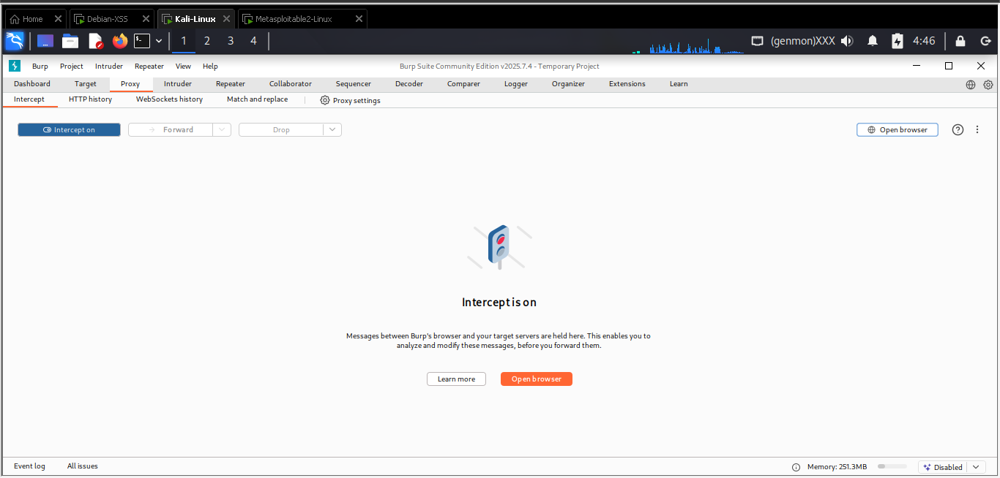 Home Debian-XSS Kali-Linux Metasploitable2-Linux
1 2 3 4 (genmon)XXX 4:46
Burp Project Intruder Repeater View Help Burp Suite Community Edition v2025.7.4 - Temporary Project
Dashboard Target Proxy Intruder Repeater Collaborator Sequencer Decoder Comparer Logger Organizer Extensions Learn
Intercept HTTP history WebSockets history Match and replace Proxy settings
Intercept on Forward Drop Open browser
Intercept is on
Messages between Burp's browser and your target servers are held here. This enables you to
analyze and modify these messages, before you forward them.
Learn more Open browser
Event log All issues Memory: 251.3MB Disabled